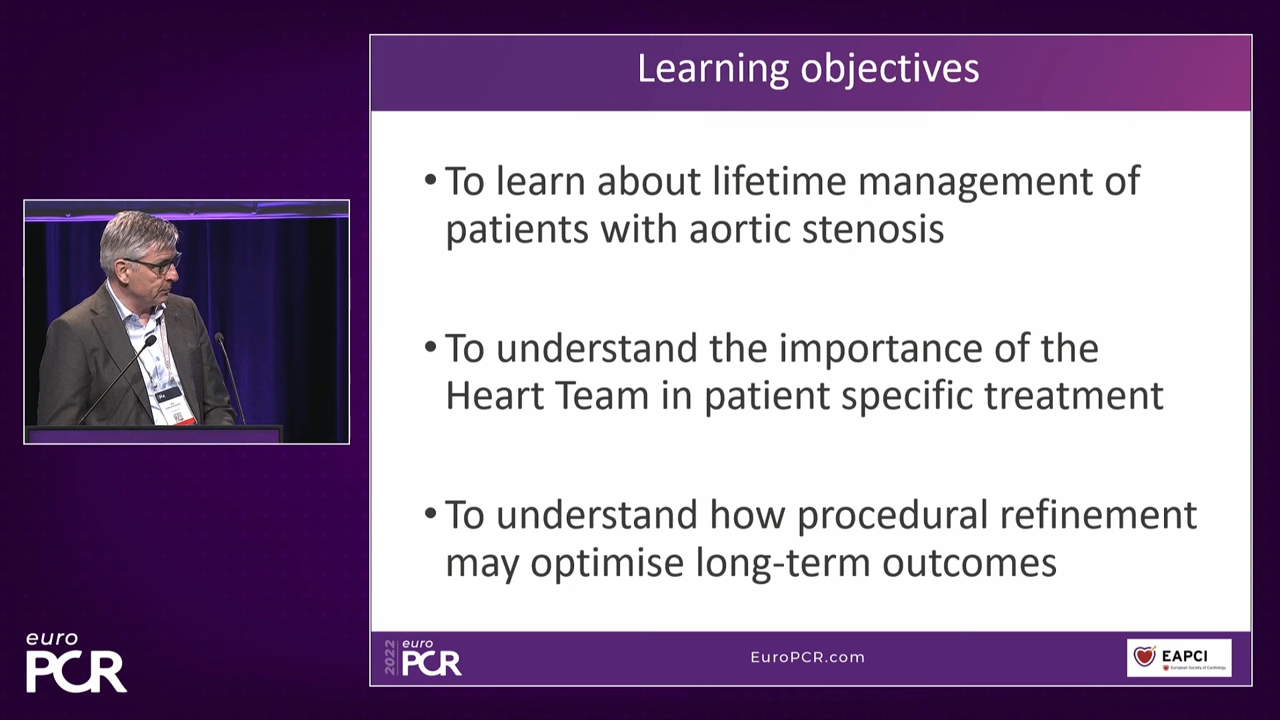 Learning objectives
• To learn about lifetime management of
patients with aortic stenosis
• To understand the importance of the
Heart Team in patient specific treatment
• To understand how procedural refinement
may optimise long-term outcomes
euro
PCR
2022
euro
PCR
EuroPCR.com
EAPCI
European Society of Cardiology